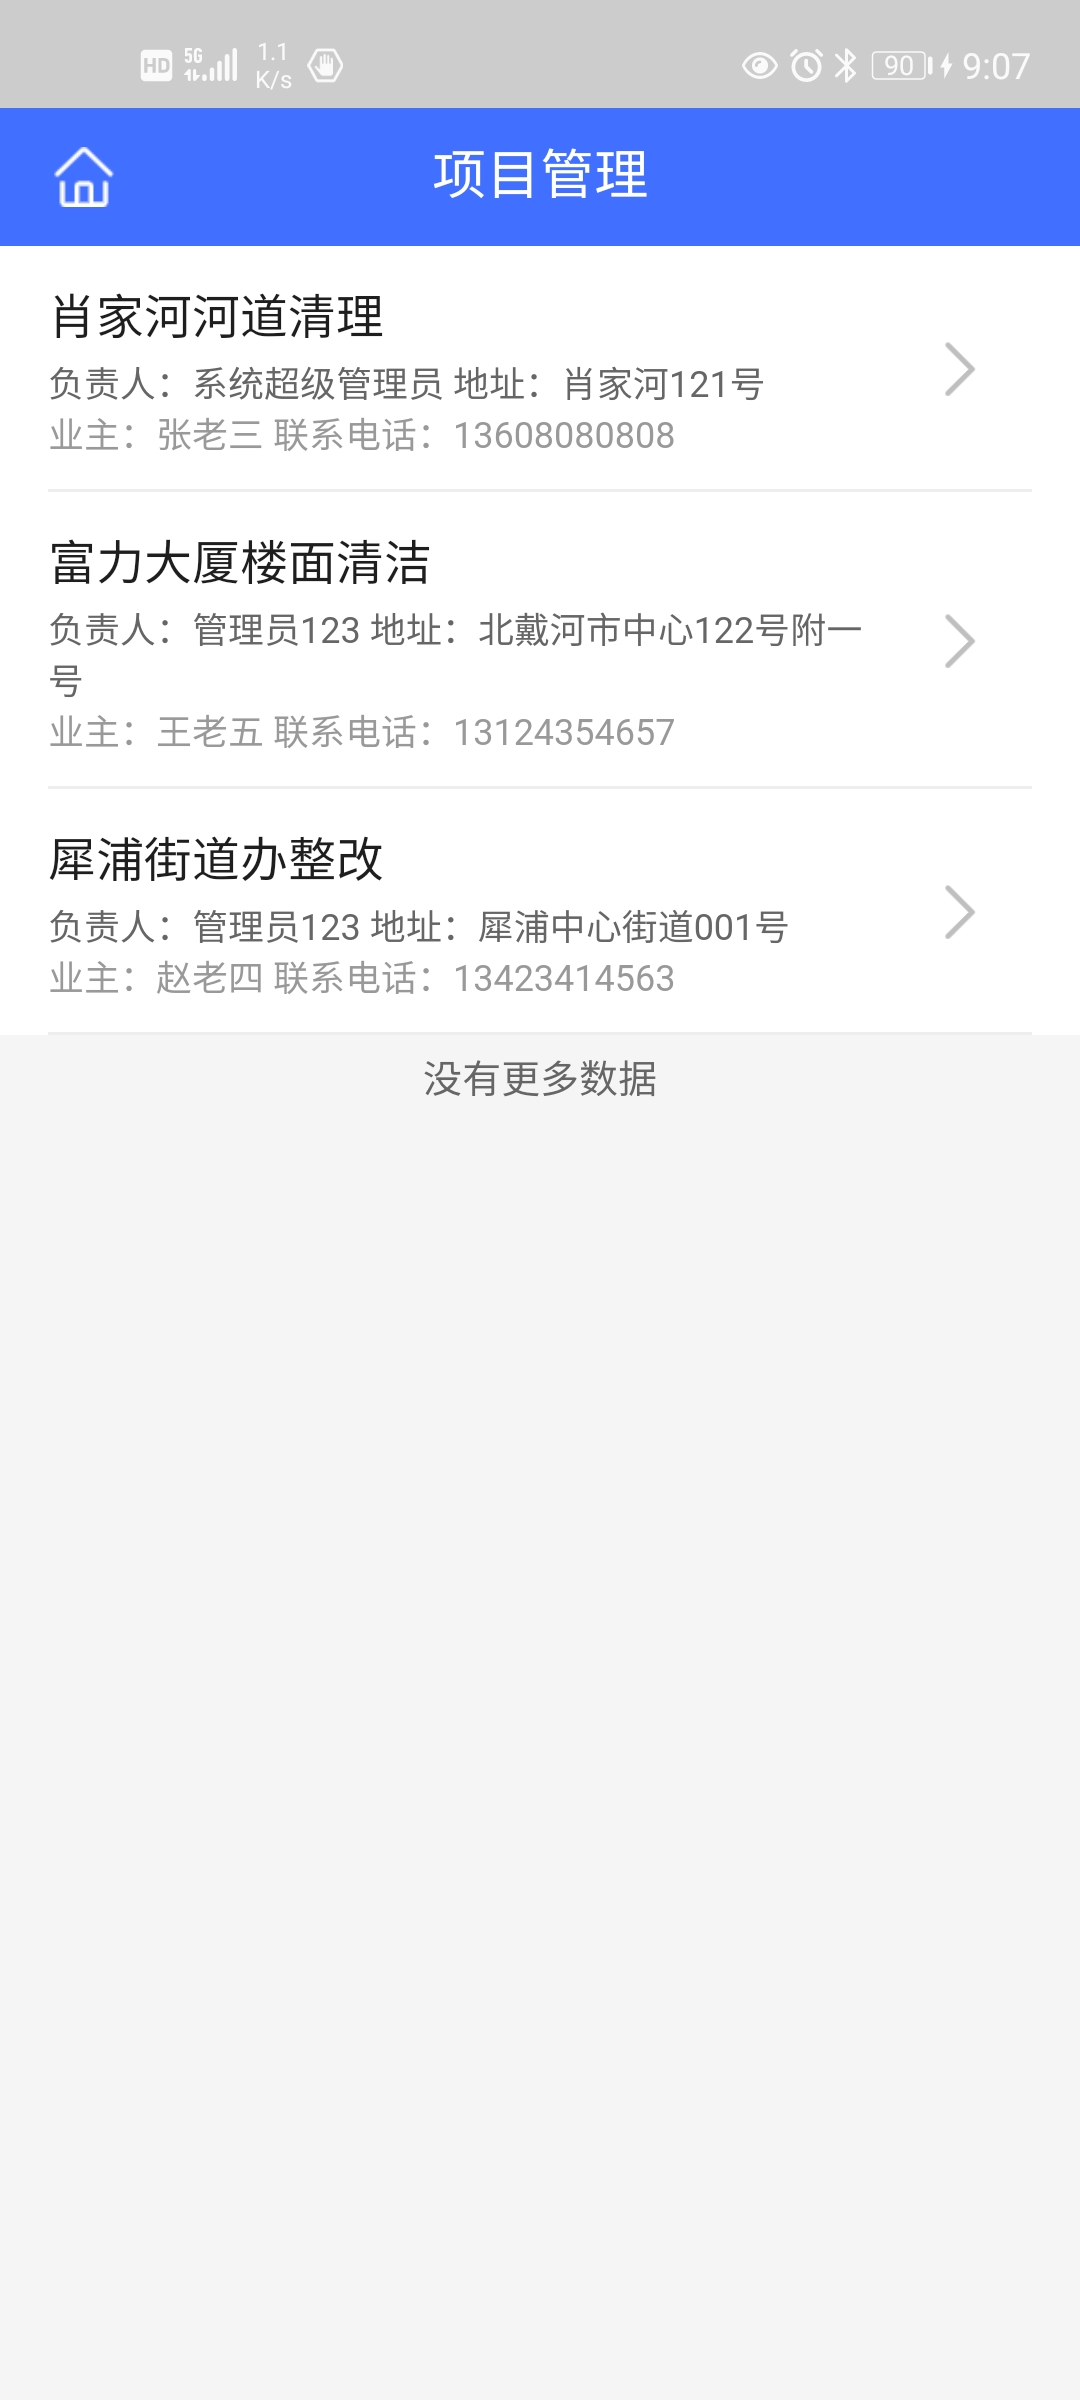 HD 5G 1.1 K/s 90 9:07
项目管理
肖家河河道清理
负责人：系统超级管理员 地址：肖家河121号
业主：张老三 联系电话：13608080808
富力大厦楼面清洁
负责人：管理员123 地址：北戴河市中心122号附一
号
业主：王老五 联系电话：13124354657
犀浦街道办整改
负责人：管理员123 地址：犀浦中心街道001号
业主：赵老四 联系电话：13423414563
没有更多数据